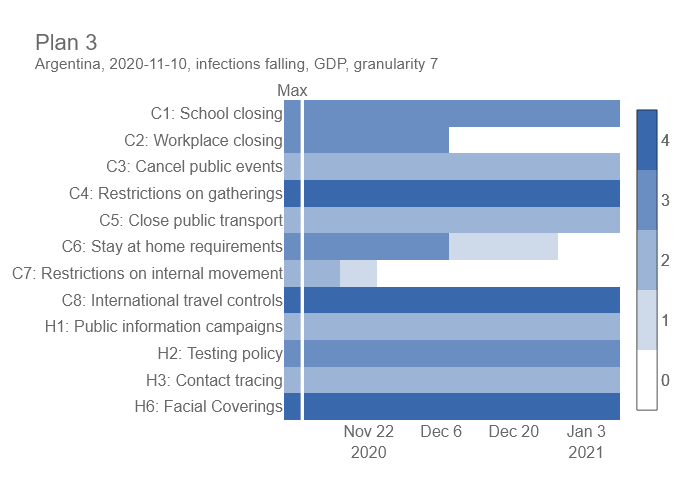 Plan 3
Argentina, 2020-11-10, infections falling, GDP, granularity 7
Max
C1: School closing
C2: Workplace closing
C3: Cancel public events
C4: Restrictions on gatherings
C5: Close public transport
C6: Stay at home requirements
C7: Restrictions on internal movement
C8: International travel controls
H1: Public information campaigns
H2: Testing policy
H3: Contact tracing
H6: Facial Coverings
Nov 22 Dec 6 Dec 20 Jan 3
2020 2021
4
3
2
1
0